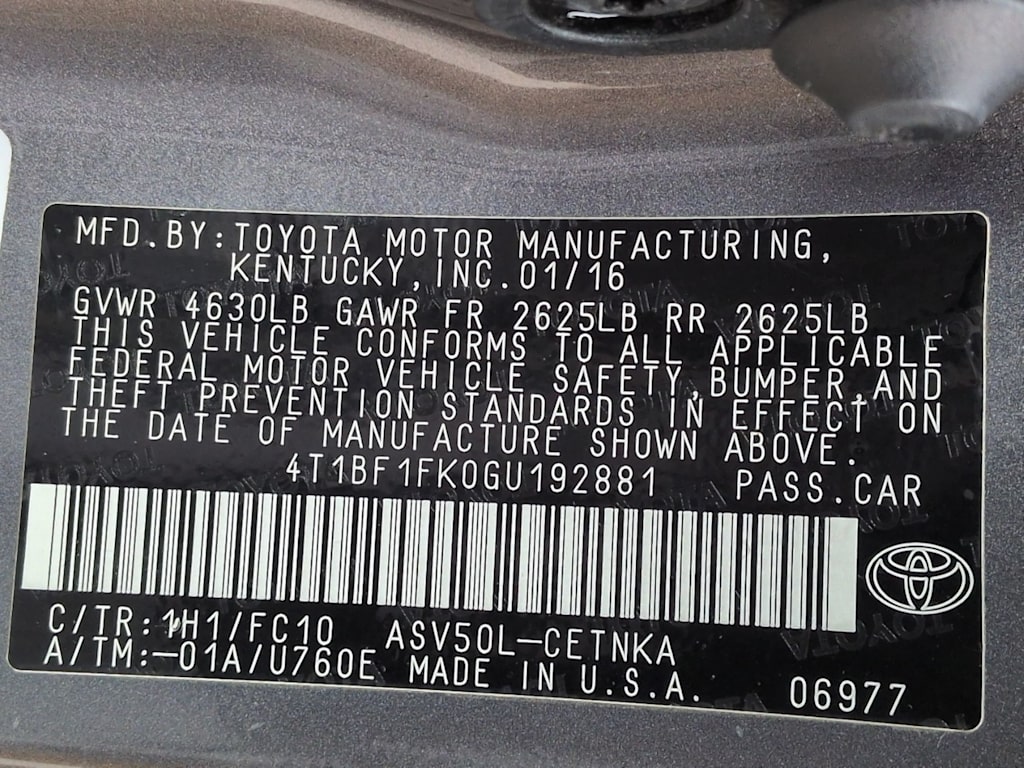 MFD.BY:TOYOTA MOTOR MANUFACTURING,
KENTUCKY,INC.01/16
GVWR 4630LB GAWR FR 2625LB RR 2625LB
THIS VEHICLE CONFORMS TO ALL APPLICABLE
FEDERAL MOTOR VEHICLE SAFETY,BUMPER,AND
THEFT PREVENTION STANDARDS IN EFFECT ON
THE DATE OF MANUFACTURE SHOWN ABOVE.
4T1BF1FK0GU192881 PASS.CAR
C/TR:1H1/FC10 ASV50L-CETNKA
A/TM:-01A/U760E MADE IN U.S.A. 06977